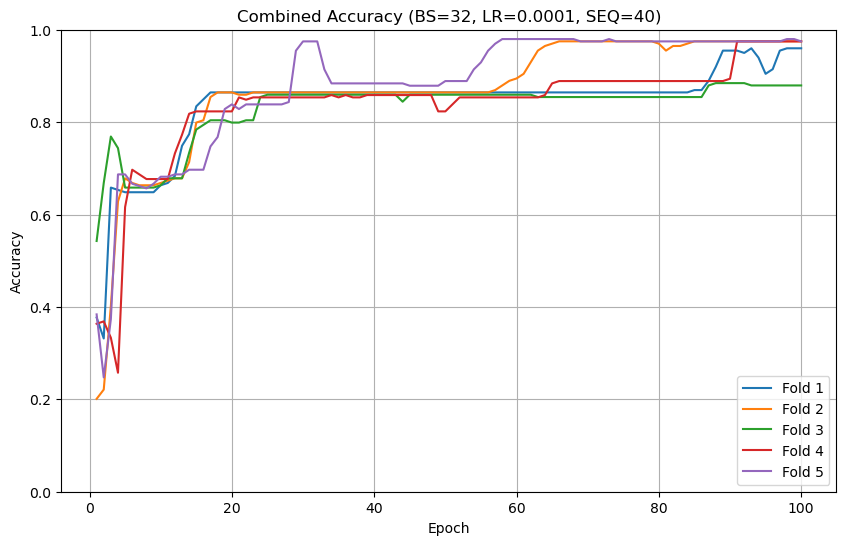 Combined Accuracy (BS=32, LR=0.0001, SEQ=40)
1.0
0.8
0.6
0.4
0.2
0.0
Accuracy
0
20
40
60
80
100
Epoch
Fold 1
Fold 2
Fold 3
Fold 4
Fold 5